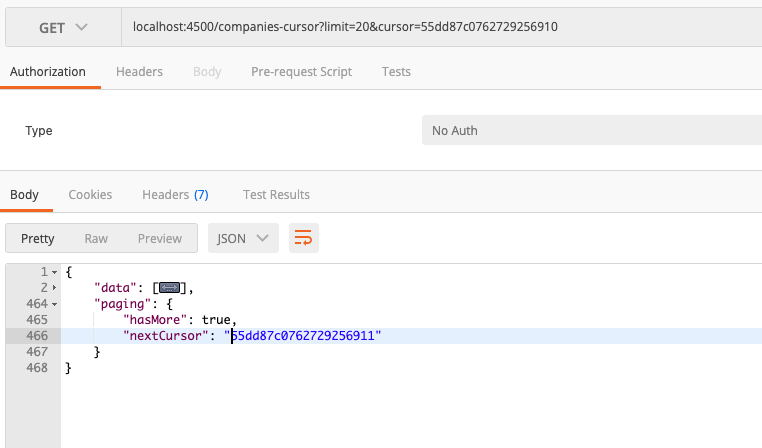 GET localhost:4500/companies-cursor?limit=20&cursor=55dd87c0762729256910
Authorization Headers Body Pre-request Script Tests
Type No Auth
Body Cookies Headers (7) Test Results
Pretty Raw Preview JSON
1 {
2 "data": [],
464 "paging": {
465 "hasMore": true,
466 "nextCursor": "55dd87c0762729256911"
467 }
468 }